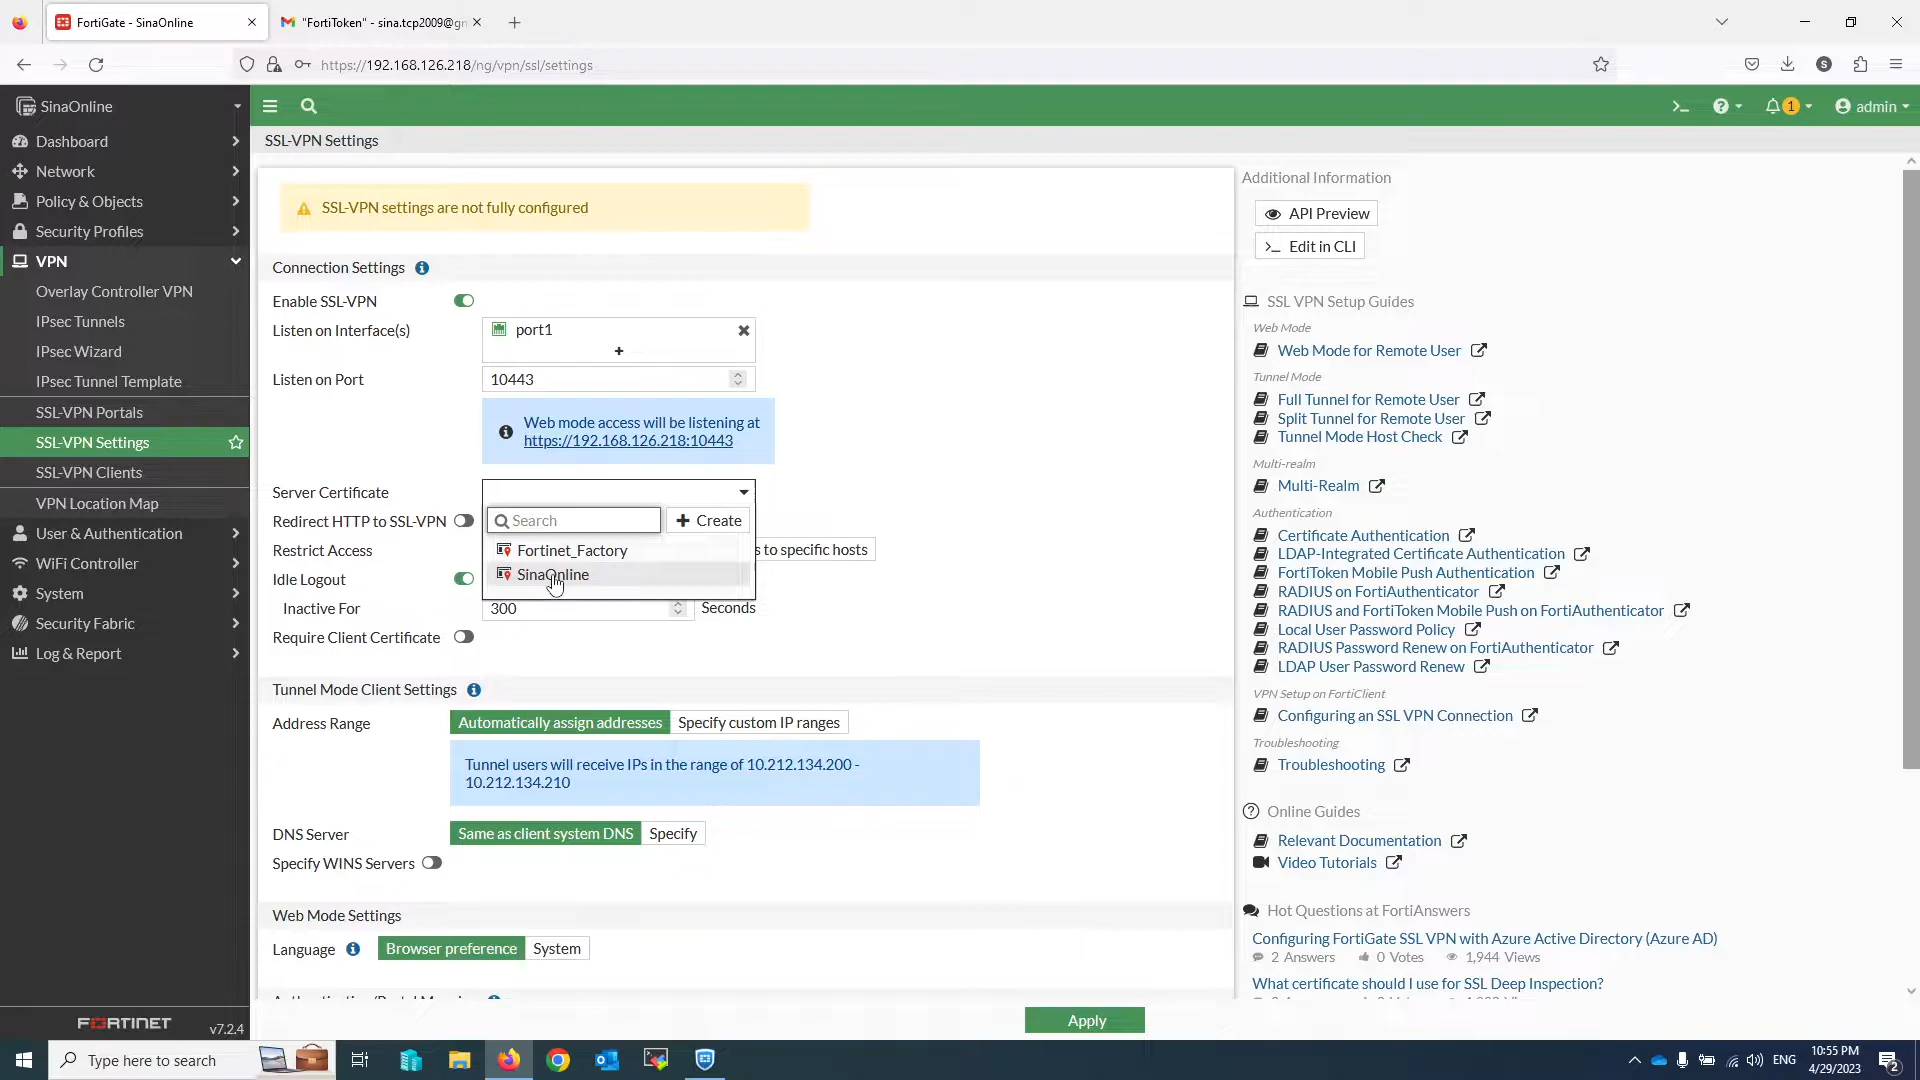 FortiGate - SinaOnline
"FortiToken" - sina.tcp2009@gm
https://192.168.126.218/ng/vpn/ssl/settings
SinaOnline
1
admin
Dashboard
Network
Policy & Objects
Security Profiles
VPN
Overlay Controller VPN
IPsec Tunnels
IPsec Wizard
IPsec Tunnel Template
SSL-VPN Portals
SSL-VPN Settings
SSL-VPN Clients
VPN Location Map
User & Authentication
WiFi Controller
System
Security Fabric
Log & Report
FORTINET
v7.2.4
SSL-VPN Settings
SSL-VPN settings are not fully configured
Connection Settings
Enable SSL-VPN
Listen on Interface(s)
port1
Listen on Port
10443
Web mode access will be listening at
https://192.168.126.218:10443
Server Certificate
Search
Create
Fortinet_Factory
SinaOnline
Redirect HTTP to SSL-VPN
Restrict Access
s to specific hosts
Idle Logout
Inactive For
300
Seconds
Require Client Certificate
Tunnel Mode Client Settings
Address Range
Automatically assign addresses
Specify custom IP ranges
Tunnel users will receive IPs in the range of 10.212.134.200 -
10.212.134.210
DNS Server
Same as client system DNS
Specify
Specify WINS Servers
Web Mode Settings
Language
Browser preference
System
Apply
Additional Information
API Preview
Edit in CLI
SSL VPN Setup Guides
Web Mode
Web Mode for Remote User
Tunnel Mode
Full Tunnel for Remote User
Split Tunnel for Remote User
Tunnel Mode Host Check
Multi-realm
Multi-Realm
Authentication
Certificate Authentication
LDAP-Integrated Certificate Authentication
FortiToken Mobile Push Authentication
RADIUS on FortiAuthenticator
RADIUS and FortiToken Mobile Push on FortiAuthenticator
Local User Password Policy
RADIUS Password Renew on FortiAuthenticator
LDAP User Password Renew
VPN Setup on FortiClient
Configuring an SSL VPN Connection
Troubleshooting
Troubleshooting
Online Guides
Relevant Documentation
Video Tutorials
Hot Questions at FortiAnswers
Configuring FortiGate SSL VPN with Azure Active Directory (Azure AD)
2 Answers 0 Votes 1,944 Views
What certificate should I use for SSL Deep Inspection?
Type here to search
ENG
10:55 PM
4/29/2023
2